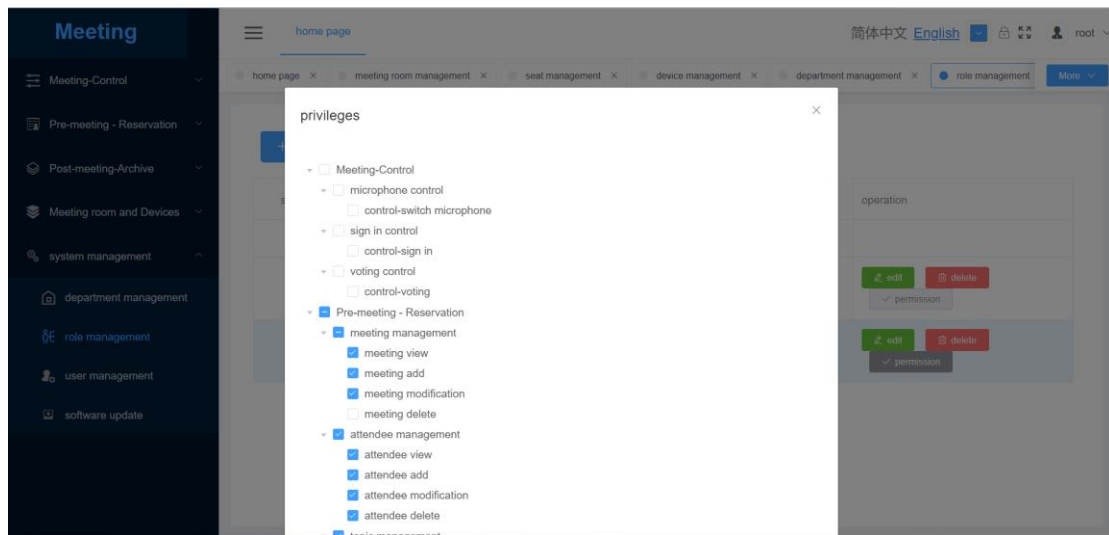 Meeting
home page
简体中文 English
root
Meeting-Control
home page × meeting room management × seat management × device management × department management × role management More
Pre-meeting - Reservation
Post-meeting-Archive
Meeting room and Devices
system management
department management
role management
user management
software update
privileges ×
Meeting-Control
microphone control
control-switch microphone
sign in control
control-sign in
voting control
control-voting
Pre-meeting - Reservation
meeting management
meeting view
meeting add
meeting modification
meeting delete
attendee management
attendee view
attendee add
attendee modification
attendee delete
topic management
operation
edit delete
permission
edit delete
permission